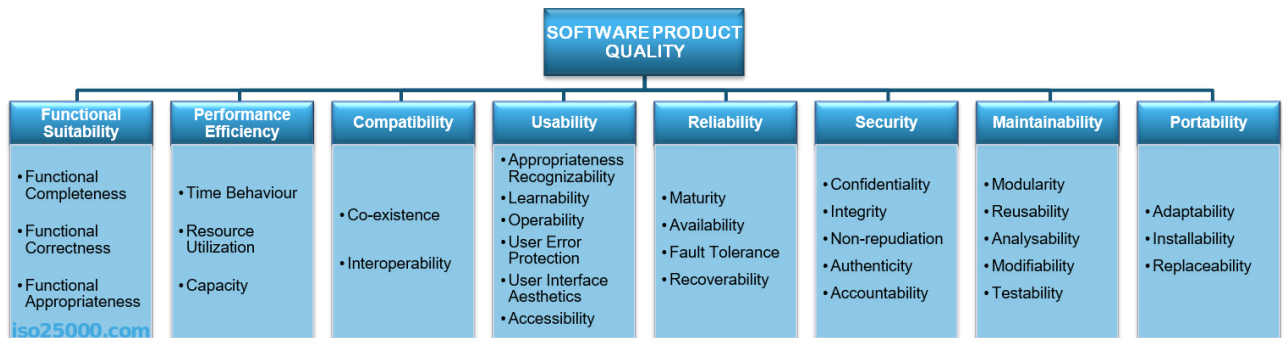 SOFTWARE PRODUCT
QUALITY
Functional
Suitability
• Functional
Completeness
• Functional
Correctness
• Functional
Appropriateness
iso25000.com
Performance
Efficiency
• Time Behaviour
• Resource
Utilization
• Capacity
Compatibility
• Co-existence
• Interoperability
Usability
• Appropriateness
Recognizability
• Learnability
• Operability
• User Error
Protection
• User Interface
Aesthetics
• Accessibility
Reliability
• Maturity
• Availability
• Fault Tolerance
• Recoverability
Security
• Confidentiality
• Integrity
• Non-repudiation
• Authenticity
• Accountability
Maintainability
• Modularity
• Reusability
• Analysability
• Modifiability
• Testability
Portability
• Adaptability
• Installability
• Replaceability